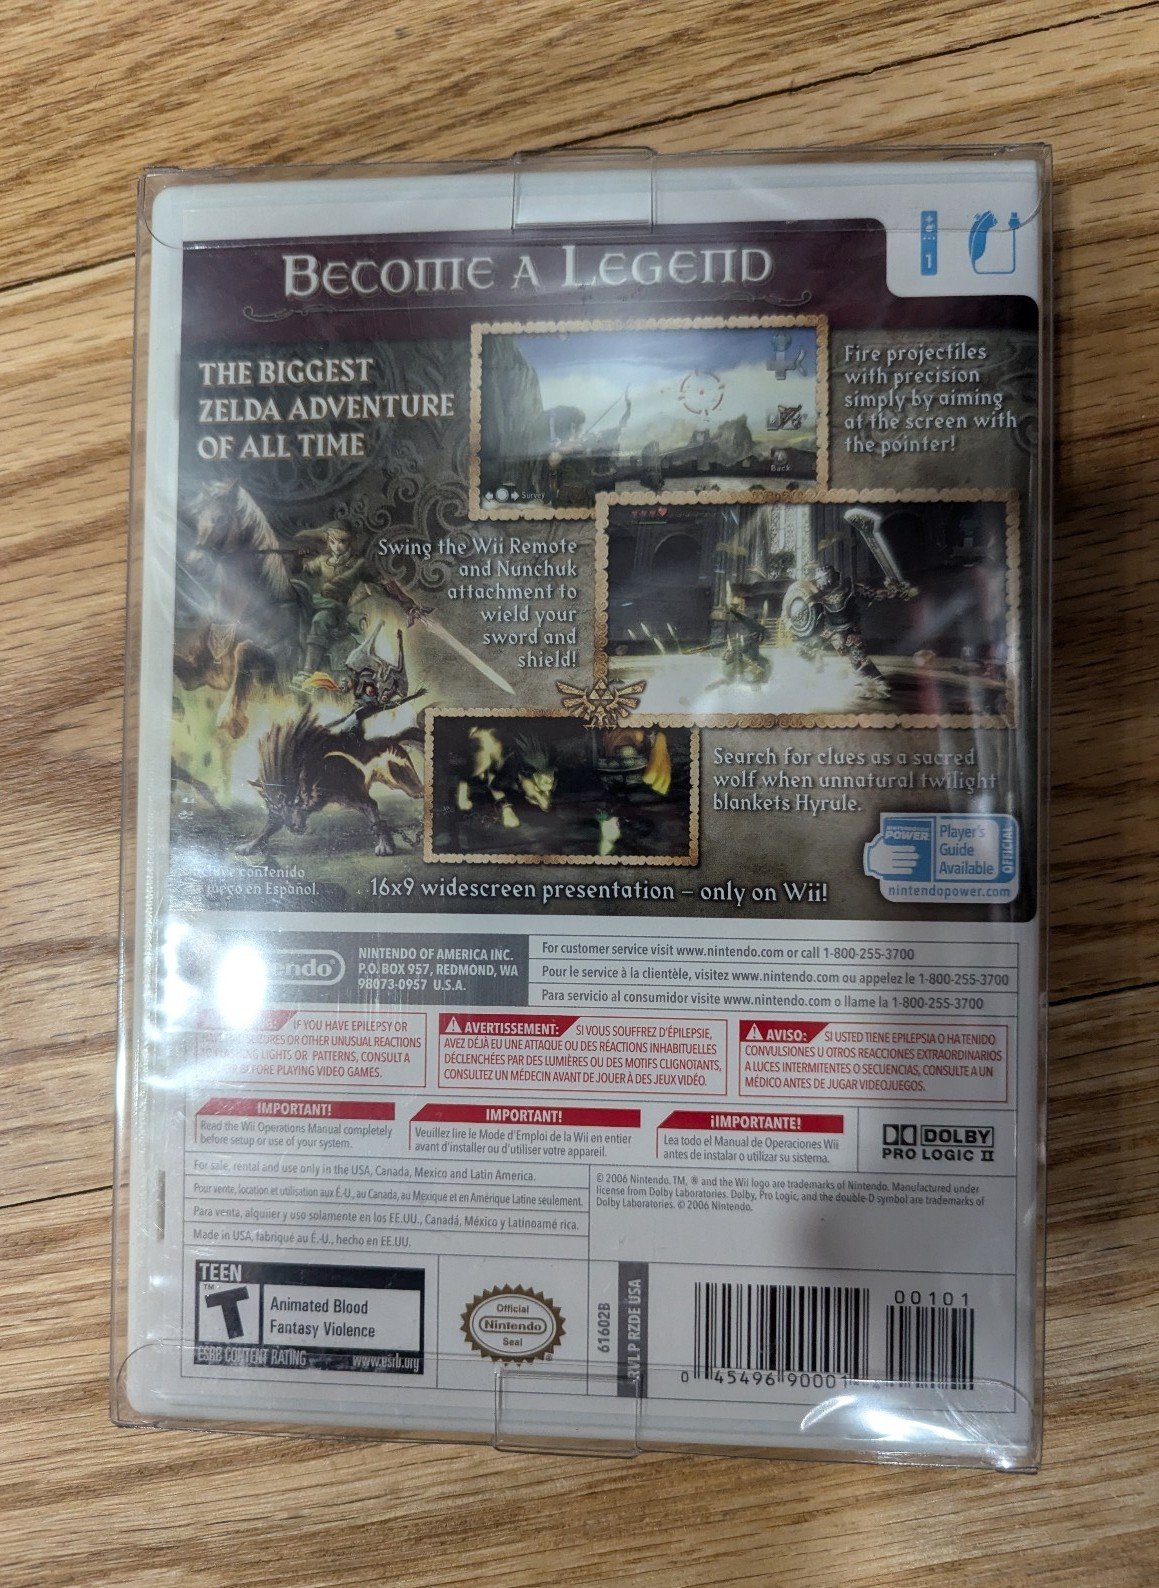 1
BECOME A LEGEND
THE BIGGEST
ZELDA ADVENTURE
OF ALL TIME
Back
Survey
Fire projectiles
with precision
simply by aiming
at the screen with
the pointer!
Swing the Wii Remote
and Nunchuk
attachment to
wield your
sword and
shield!
Search for clues as a sacred
wolf when unnatural twilight
blankets Hyrule.
NINTENDO POWER
Player's
Guide
Available
OFFICIAL
nintendopower.com
contenido
juego en Español.
16x9 widescreen presentation – only on Wii!
NINTENDO OF AMERICA INC.
P.O. BOX 957, REDMOND, WA
98073-0957 U.S.A.
For customer service visit www.nintendo.com or call 1-800-255-3700
Pour le service à la clientèle, visitez www.nintendo.com ou appelez le 1-800-255-3700
Para servicio al consumidor visite www.nintendo.com o llame la 1-800-255-3700
IF YOU HAVE EPILEPSY OR
OR OTHER UNUSUAL REACTIONS
LIGHTS OR PATTERNS, CONSULT A
BEFORE PLAYING VIDEO GAMES.
AVERTISSEMENT: SI VOUS SOUFFREZ D'ÉPILEPSIE,
AVEZ DÉJÀ EU UNE ATTAQUE OU DES RÉACTIONS INHABITUELLES
DÉCLENCHÉES PAR DES LUMIÈRES OU DES MOTIFS CLIGNOTANTS,
CONSULTEZ UN MÉDECIN AVANT DE JOUER À DES JEUX VIDÉO.
AVISO: SI USTED TIENE EPILEPSIA O HA TENIDO
CONVULSIONES U OTROS REACCIONES EXTRAORDINARIOS
A LUCES INTERMITENTES O SECUENCIAS, CONSULTE A UN
MÉDICO ANTES DE JUGAR VIDEOJUEGOS.
IMPORTANT!
Read the Wii Operations Manual completely
before setup or use of your system.
IMPORTANT!
Veuillez lire le Mode d'Emploi de la Wii en entier
avant d'installer ou d'utiliser votre appareil.
¡IMPORTANTE!
Lea todo el Manual de Operaciones Wii
antes de instalar o utilizar su sistema.
DOLBY
PRO LOGIC II
For sale, rental and use only in the USA, Canada, Mexico and Latin America.
Pour vente, location et utilisation aux É.-U., au Canada, au Mexique et en Amérique Latine seulement.
Para venta, alquiler y uso solamente en los EE.UU., Canadá, México y Latinoamé rica.
Made in USA, fabriqué au É.-U., hecho en EE.UU.
© 2006 Nintendo. TM, ® and the Wii logo are trademarks of Nintendo. Manufactured under
license from Dolby Laboratories. Dolby, Pro Logic, and the double-D symbol are trademarks of
Dolby Laboratories. © 2006 Nintendo.
TEEN
T
TM
Animated Blood
Fantasy Violence
ESRB CONTENT RATING www.esrb.org
Official
Nintendo
Seal
®
61602B
RVL P RZDE USA
00101
0 45496 90001